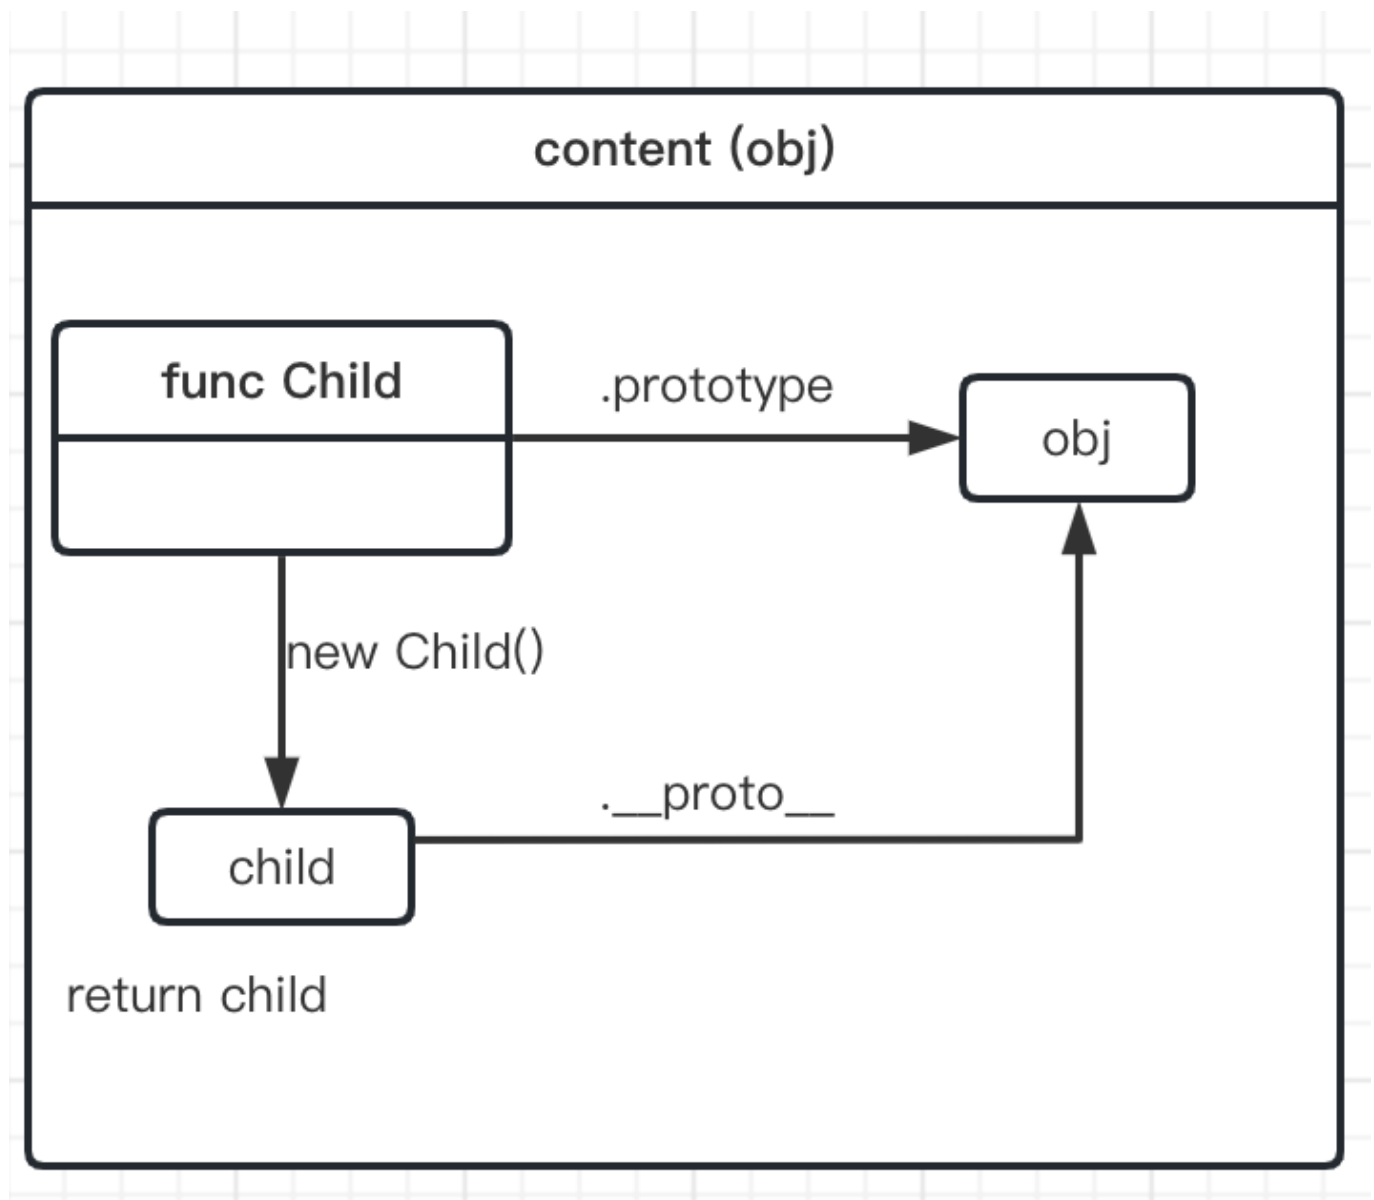 content (obj)
func Child
.prototype
obj
new Child()
.__proto__
child
return child